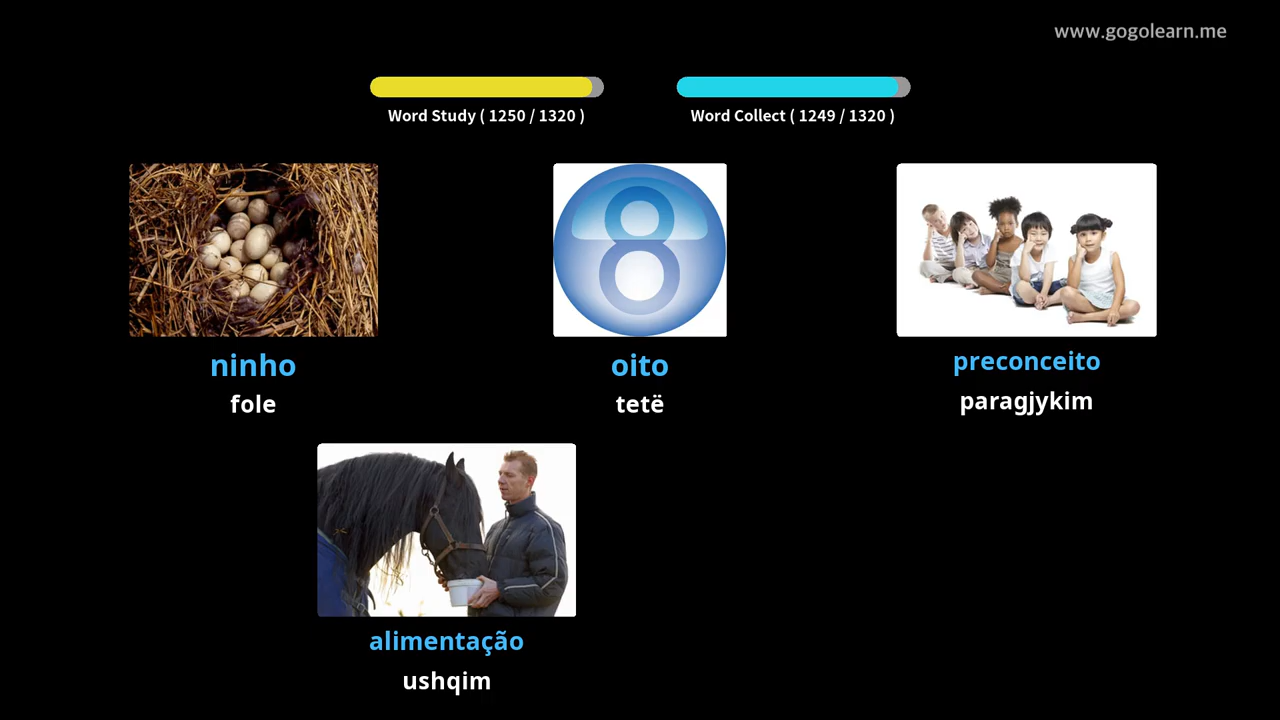 www.gogolearn.me
Word Study ( 1250 / 1320 )
Word Collect ( 1249 / 1320 )
8
ninho
fole
oito
tetë
preconceito
paragjykim
alimentação
ushqim